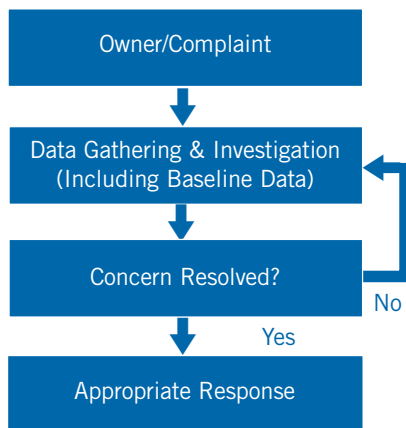 Owner/Complaint
Data Gathering & Investigation
(Including Baseline Data)
Concern Resolved?
No
Yes
Appropriate Response